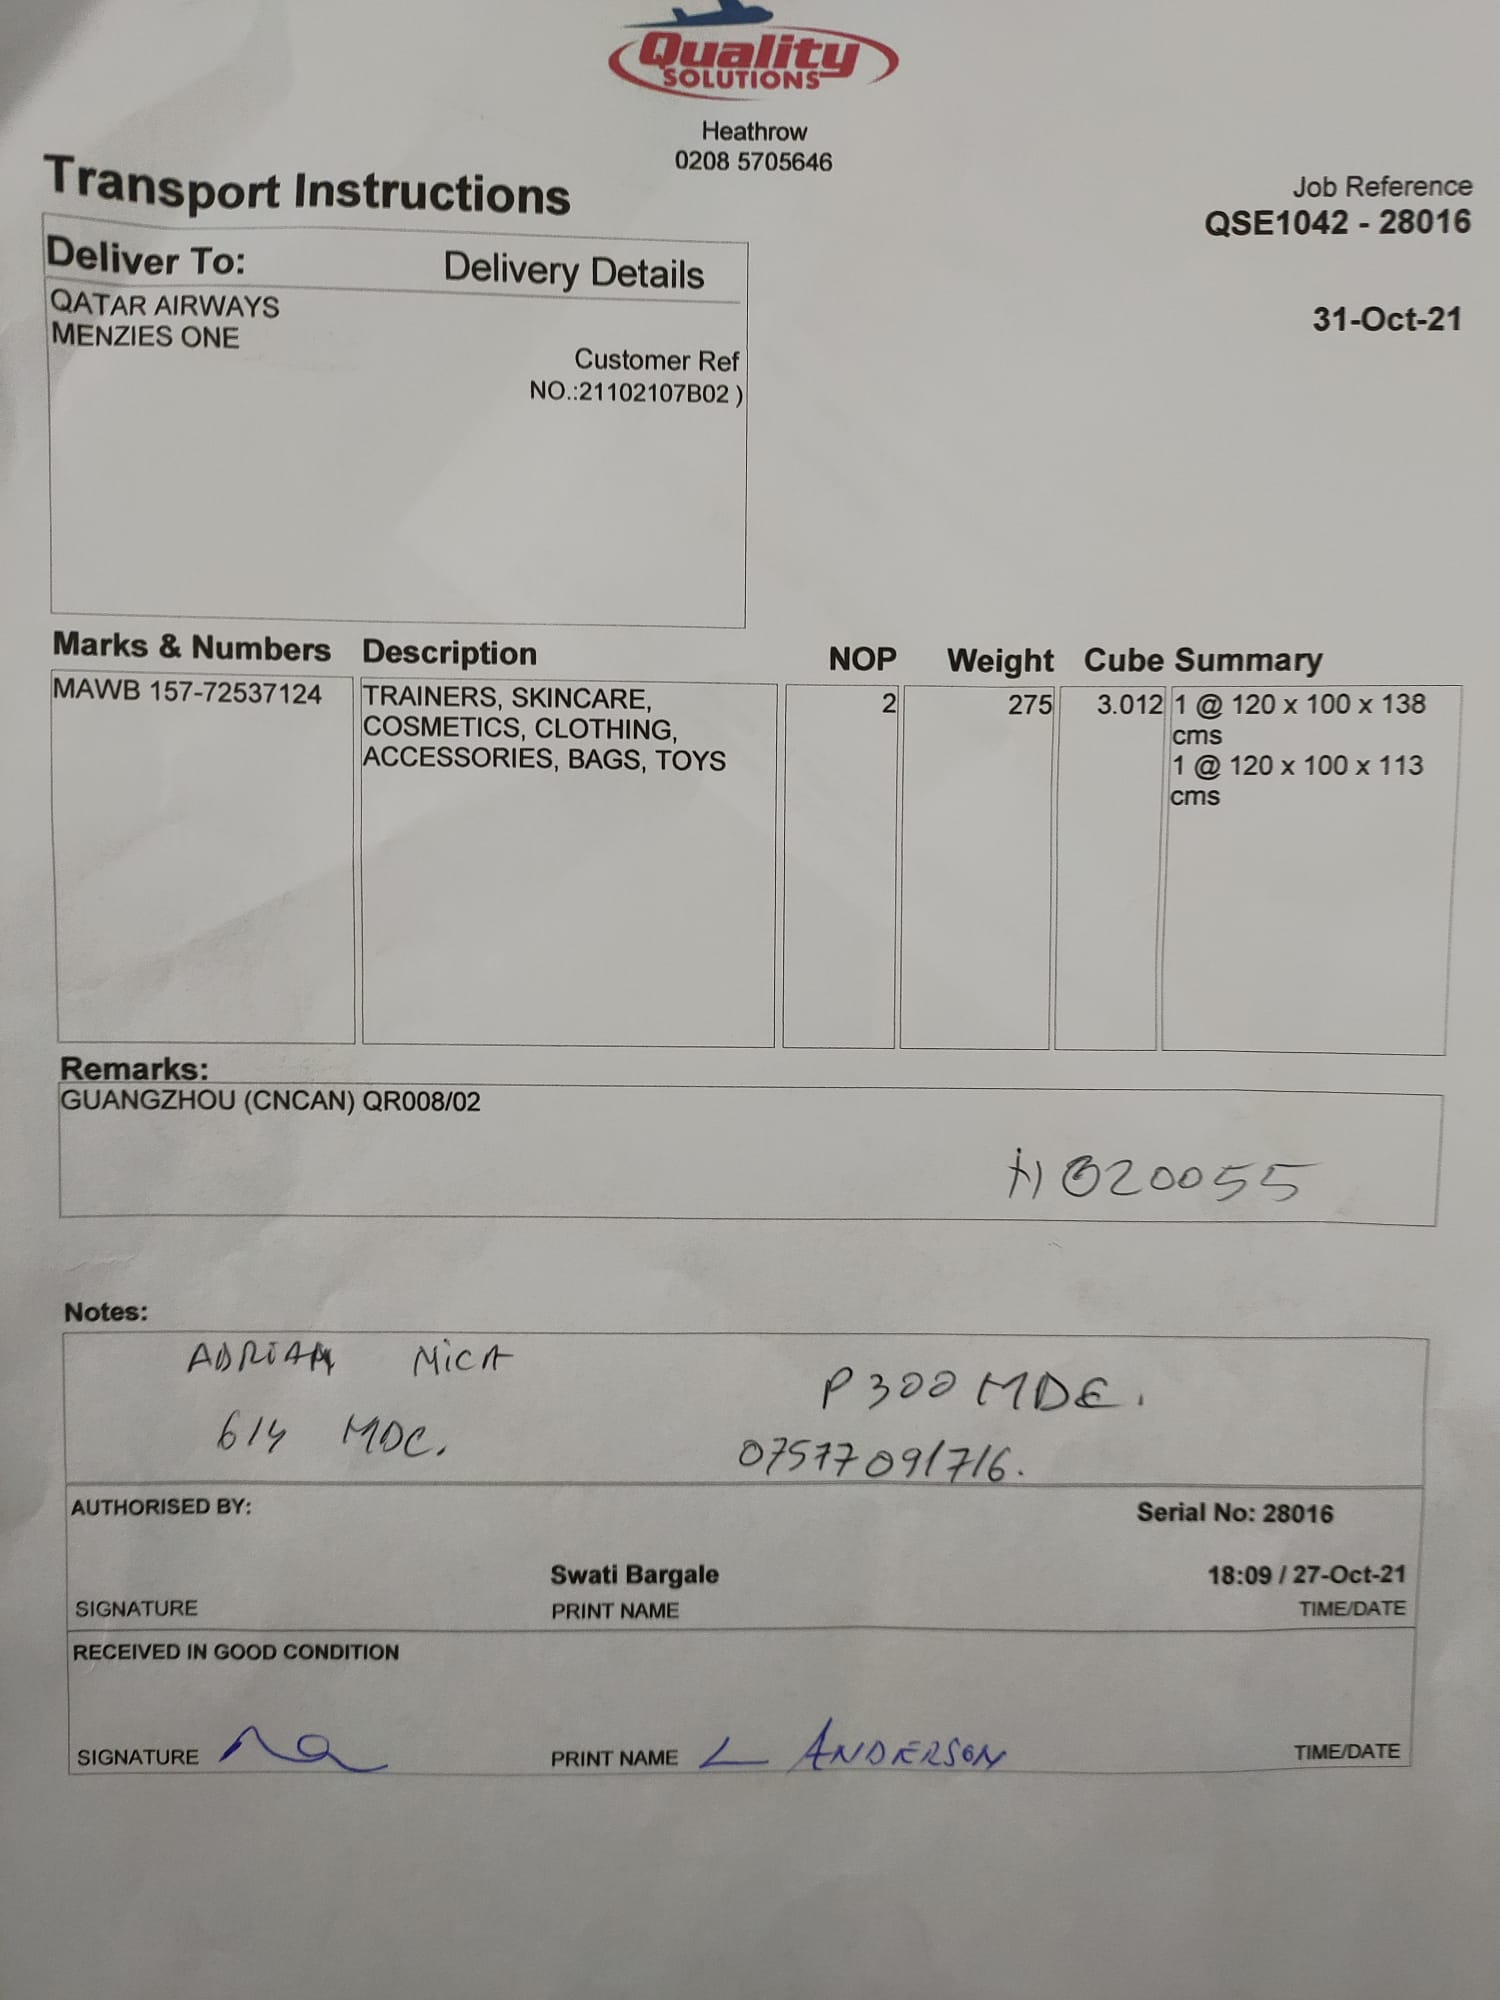 Quality
SOLUTIONS
Heathrow
0208 5705646
Transport Instructions
Job Reference
QSE1042 - 28016
31-Oct-21
Deliver To: Delivery Details
QATAR AIRWAYS
MENZIES ONE
Customer Ref
NO.:21102107B02 )
Marks & Numbers Description NOP Weight Cube Summary
MAWB 157-72537124 TRAINERS, SKINCARE, 2 275 3.012 1 @ 120 x 100 x 138
COSMETICS, CLOTHING, cms
ACCESSORIES, BAGS, TOYS 1 @ 120 x 100 x 113
cms
Remarks:
GUANGZHOU (CNCAN) QR008/02
020055
Notes:
ADRIAN MICA P300 MDE.
614 MDC. 07577091716.
AUTHORISED BY: Serial No: 28016
Swati Bargale 18:09 / 27-Oct-21
SIGNATURE PRINT NAME TIME/DATE
RECEIVED IN GOOD CONDITION
SIGNATURE PRINT NAME L ANDERSON TIME/DATE